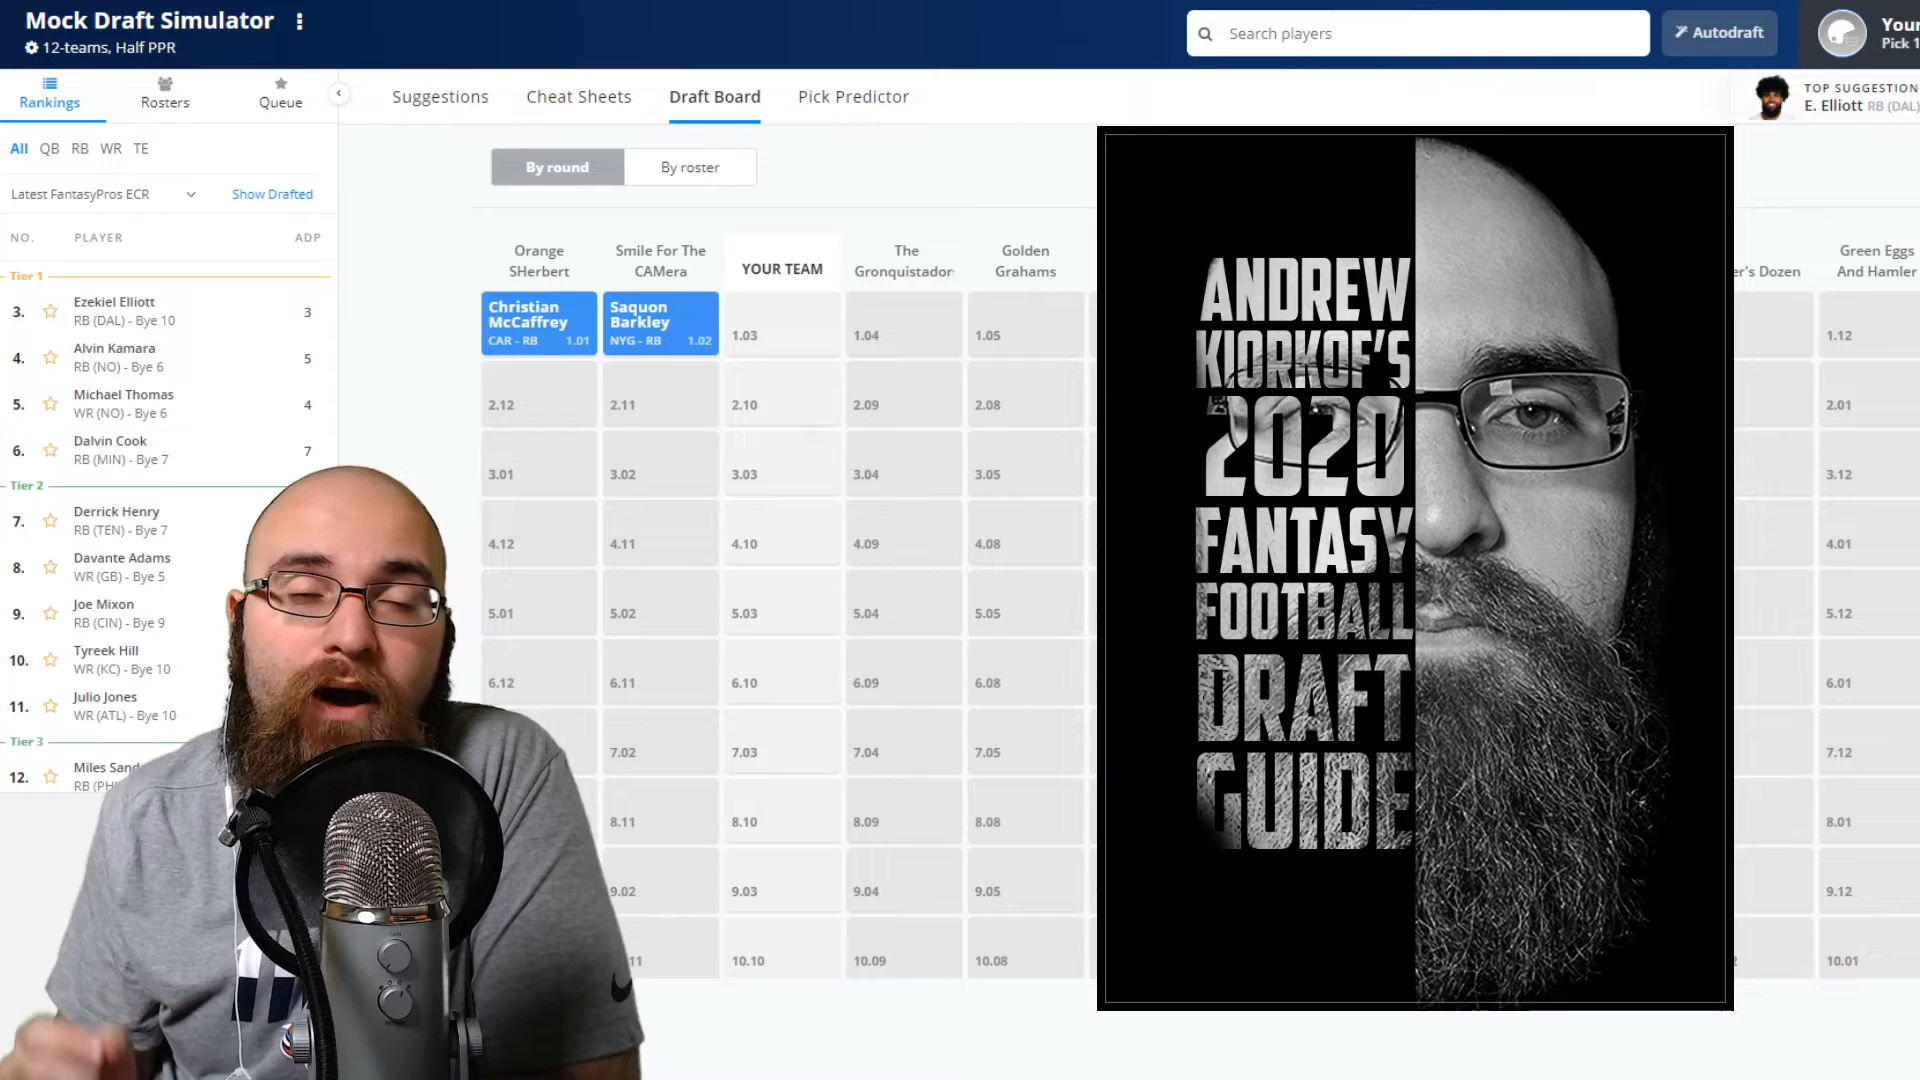 Mock Draft Simulator
12-teams, Half PPR
Search players
Autodraft
Pick
Rankings
Rosters
Queue
Suggestions
Cheat Sheets
Draft Board
Pick Predictor
TOP SUGGESTION
E. Elliott RB (DAL)
All QB RB WR TE
Latest FantasyPros ECR
Show Drafted
By round
By roster
NO. PLAYER ADP
Tier 1
3. Ezekiel Elliott 3
RB (DAL) - Bye 10
4. Alvin Kamara 5
RB (NO) - Bye 6
5. Michael Thomas 4
WR (NO) - Bye 6
6. Dalvin Cook 7
RB (MIN) - Bye 7
Tier 2
7. Derrick Henry
RB (TEN) - Bye 7
8. Davante Adams
WR (GB) - Bye 5
9. Joe Mixon
RB (CIN) - Bye 9
10. Tyreek Hill
WR (KC) - Bye 10
11. Julio Jones
WR (ATL) - Bye 10
Tier 3
12. Miles
Orange
SHerbert
Smile For The
CAMera
YOUR TEAM
The
Gronquistador
Golden
Grahams
Dozen
Green Eggs
And Hamler
Christian
McCaffrey
CAR - RB 1.01
Saquon
Barkley
NYG - RB 1.02
1.03 1.04 1.05 1.12
2.12 2.11 2.10 2.09 2.08 2.01
3.01 3.02 3.03 3.04 3.05 3.12
4.12 4.11 4.10 4.09 4.08 4.01
5.01 5.02 5.03 5.04 5.05 5.12
6.12 6.11 6.10 6.09 6.08 6.01
7.02 7.03 7.04 7.05 7.12
8.11 8.10 8.09 8.08 8.01
9.02 9.03 9.04 9.05 9.12
10.10 10.09 10.08 10.01
ANDREW
KIORKOF'S
2020
FANTASY
FOOTBALL
DRAFT
GUIDE